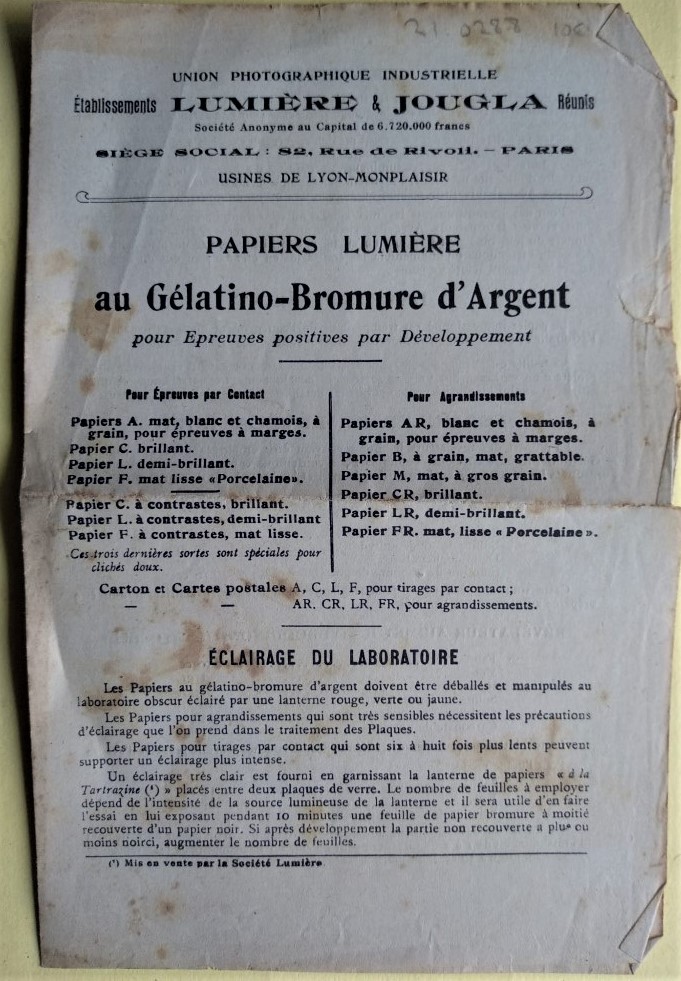 21 0288 10€
UNION PHOTOGRAPHIQUE INDUSTRIELLE
Établissements LUMIÈRE & JOUGLA Réunis
Société Anonyme au Capital de 6.720.000 francs
SIÈGE SOCIAL : 82, Rue de Rivoli. – PARIS
USINES DE LYON-MONPLAISIR
PAPIERS LUMIÈRE
au Gélatino-Bromure d'Argent
pour Epreuves positives par Développement
Pour Épreuves par Contact
Papiers A. mat, blanc et chamois, à
grain, pour épreuves à marges.
Papier C. brillant.
Papier L. demi-brillant.
Papier F. mat lisse «Porcelaine».
Papier C. à contrastes, brillant.
Papier L. à contrastes, demi-brillant
Papier F. à contrastes, mat lisse.
Ces trois dernières sortes sont spéciales pour
clichés doux.
Pour Agrandissements
Papiers AR, blanc et chamois, à
grain, pour épreuves à marges.
Papier B, à grain, mat, grattable.
Papier M, mat, à gros grain.
Papier CR, brillant.
Papier LR, demi-brillant.
Papier FR. mat, lisse « Porcelaine ».
Carton et Cartes postales A, C, L, F, pour tirages par contact ;
— — AR. CR, LR, FR, pour agrandissements.
ÉCLAIRAGE DU LABORATOIRE
Les Papiers au gélatino-bromure d'argent doivent être déballés et manipulés au
laboratoire obscur éclairé par une lanterne rouge, verte ou jaune.
Les Papiers pour agrandissements qui sont très sensibles nécessitent les précautions
d'éclairage que l'on prend dans le traitement des Plaques.
Les Papiers pour tirages par contact qui sont six à huit fois plus lents peuvent
supporter un éclairage plus intense.
Un éclairage très clair est fourni en garnissant la lanterne de papiers « à la
Tartrazine (¹) » placés entre deux plaques de verre. Le nombre de feuilles à employer
dépend de l'intensité de la source lumineuse de la lanterne et il sera utile d'en faire
l'essai en lui exposant pendant 10 minutes une feuille de papier bromure à moitié
recouverte d'un papier noir. Si après développement la partie non recouverte a plus ou
moins noirci, augmenter le nombre de feuilles.
(¹) Mis en vente par la Société Lumière